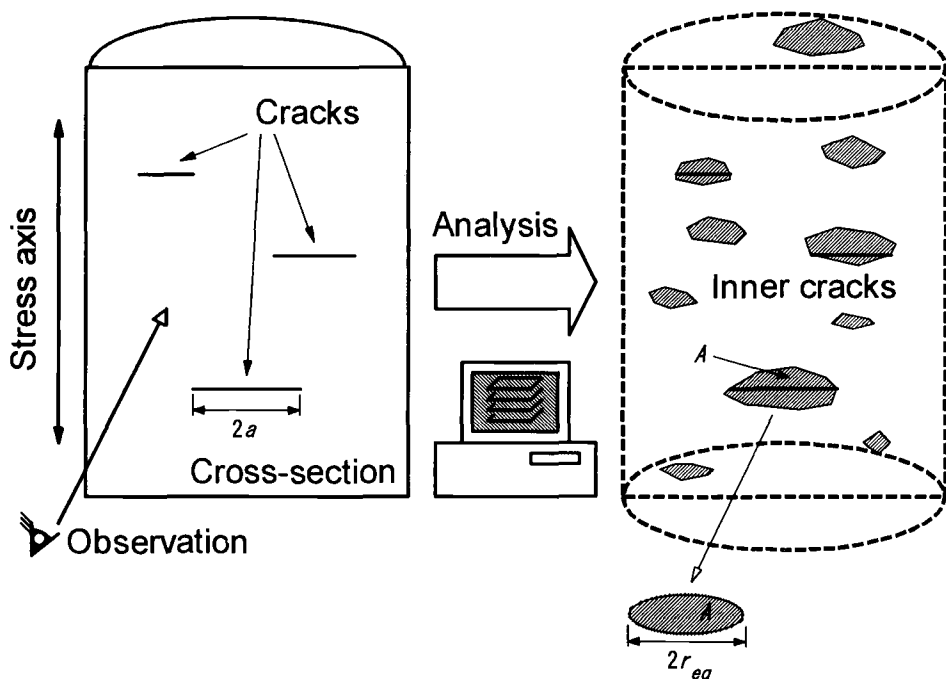 Cracks
Stress axis
2a
Cross-section
Observation
Analysis
Inner cracks
A
A
2r_eq